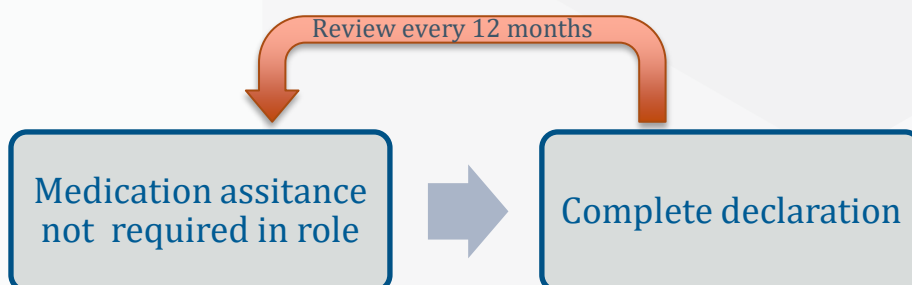 Review every 12 months
Medication assitance
not  required in role
Complete declaration